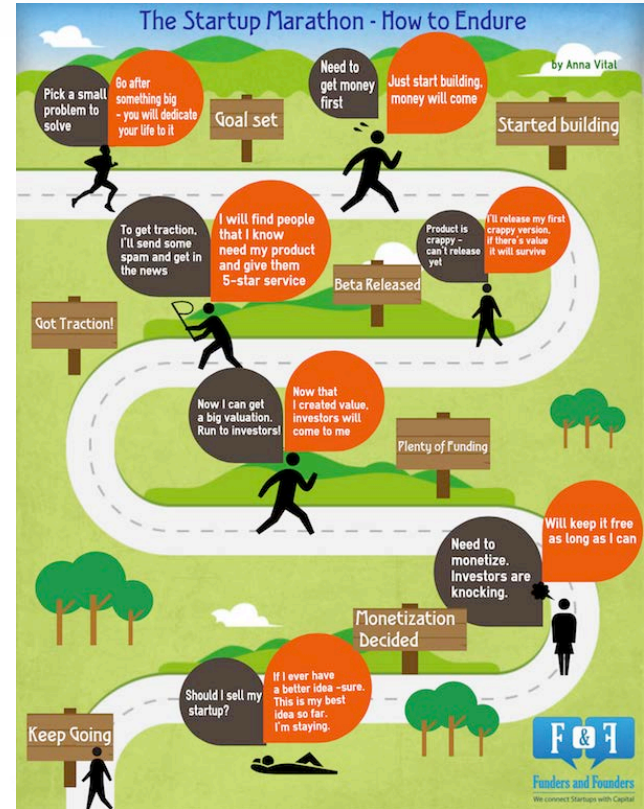 The Startup Marathon - How to Endure
by Anna Vital
Pick a small
problem to
solve
Go after
something big
- you will dedicate
your life to it
Goal set
Need to
get money
first
Just start building,
money will come
Started building
Product is
crappy -
can't release
yet
I'll release my first
crappy version,
if there's value
it will survive
Beta Released
To get traction,
I'll send some
spam and get in
the news
I will find people
that I know
need my product
and give them
5-star service
Got Traction!
Now I can get
a big valuation.
Run to investors!
Now that
I created value,
investors will
come to me
Plenty of Funding
Need to
monetize.
Investors are
knocking.
Will keep it free
as long as I can
Monetization
Decided
Should I sell my
startup?
If I ever have
a better idea -sure.
This is my best
idea so far.
I'm staying.
Keep Going
F & F
Funders and Founders
We connect Startups with Capital